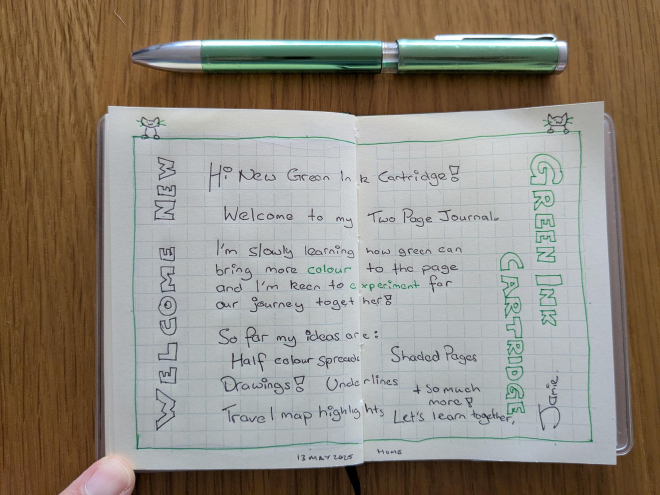 WELCOME NEW
Hi New Green Ink Cartridge!
Welcome to my Two Page Journal.
I'm slowly learning how green can
bring more colour to the page
and I'm keen to experiment for
our journey together!
So far my ideas are:
Half colour spreads Shaded Pages
Drawings! Underlines + so much
more!
Travel map highlights Let's learn together,
Jamie.
GREEN INK
CARTRIDGE
13 MAY 2025 HOME